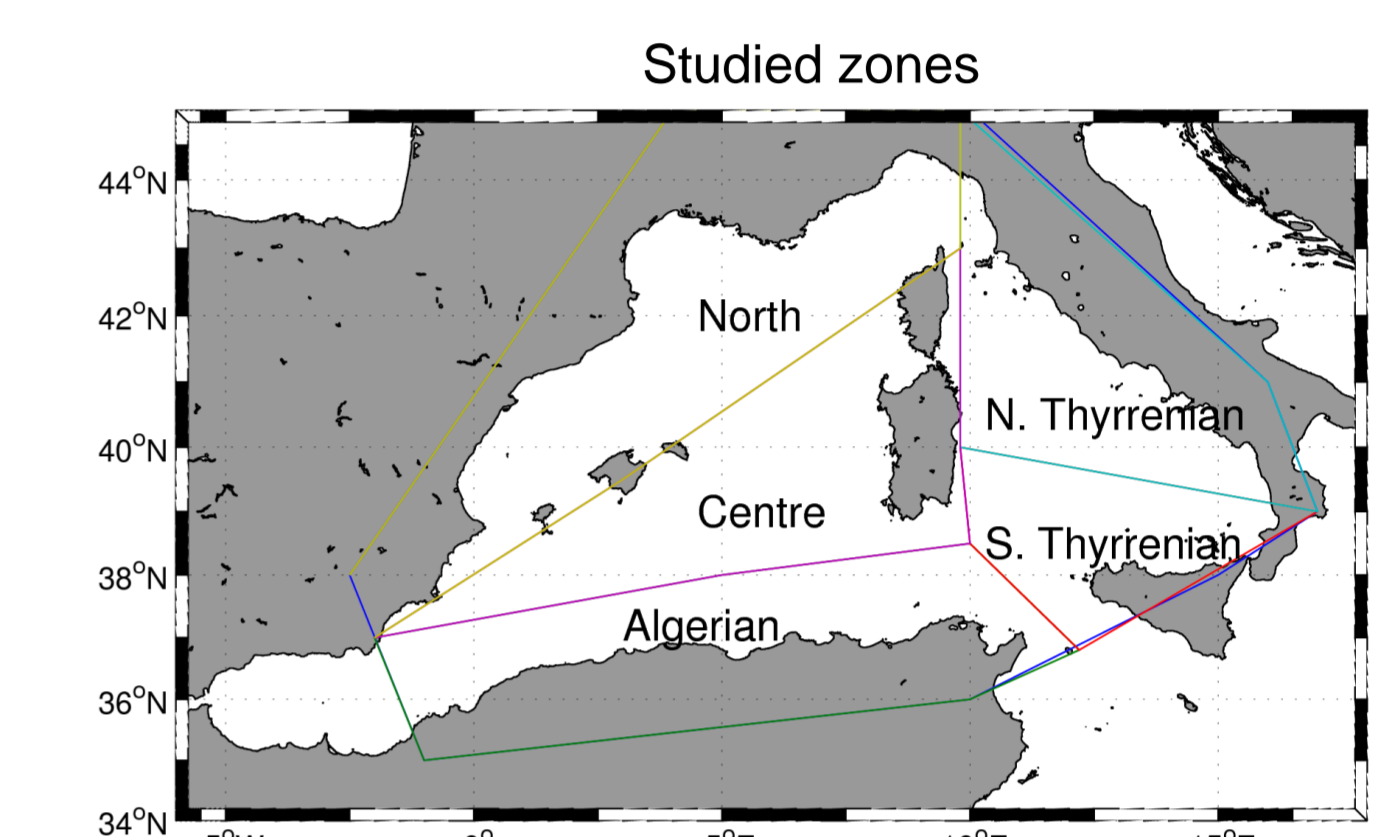 Studied zones
44°N
42°N
North
N. Thyrrenian
40°N
Centre
S. Thyrrenian
38°N
Algerian
36°N
34°N